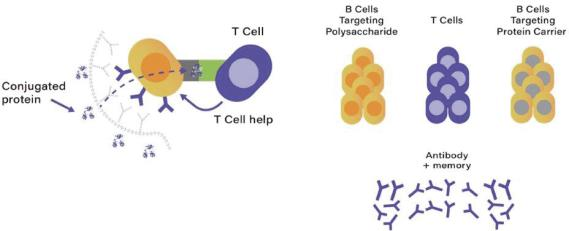 T Cell
Conjugated
protein
T Cell help
B Cells
Targeting
Polysaccharide
T Cells
B Cells
Targeting
Protein Carrier
Antibody
+ memory